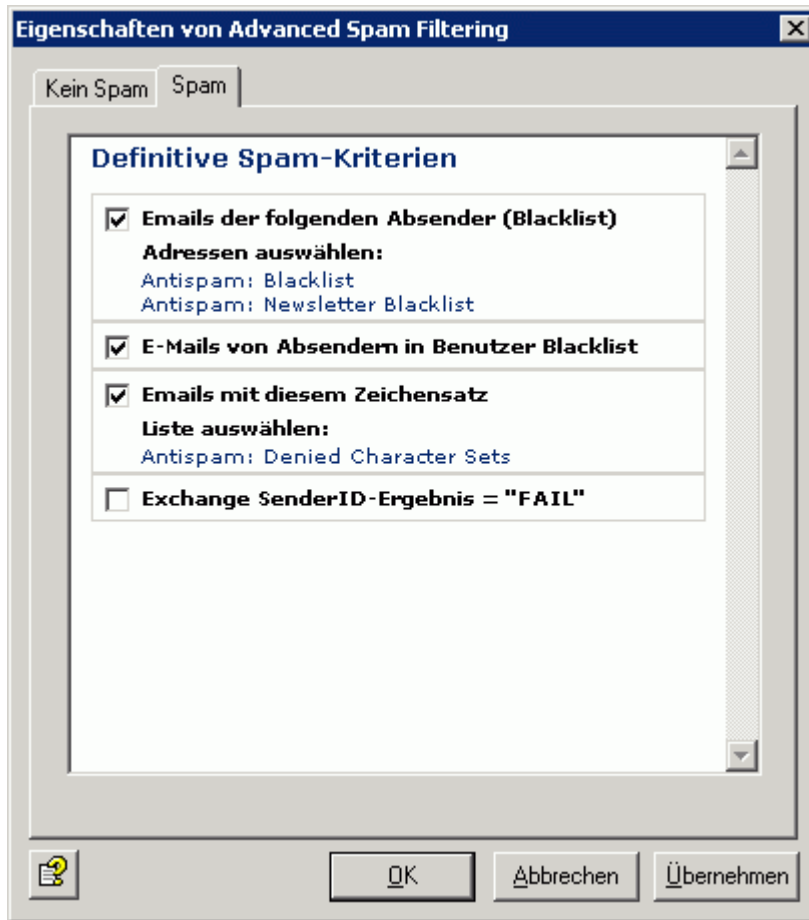 Eigenschaften von Advanced Spam Filtering
Kein Spam
Spam
Definitive Spam-Kriterien
Emails der folgenden Absender (Blacklist)
Adressen auswählen:
Antispam: Blacklist
Antispam: Newsletter Blacklist
E-Mails von Absendern in Benutzer Blacklist
Emails mit diesem Zeichensatz
Liste auswählen:
Antispam: Denied Character Sets
Exchange SenderID-Ergebnis = "FAIL"
OK
Abbrechen
Übernehmen